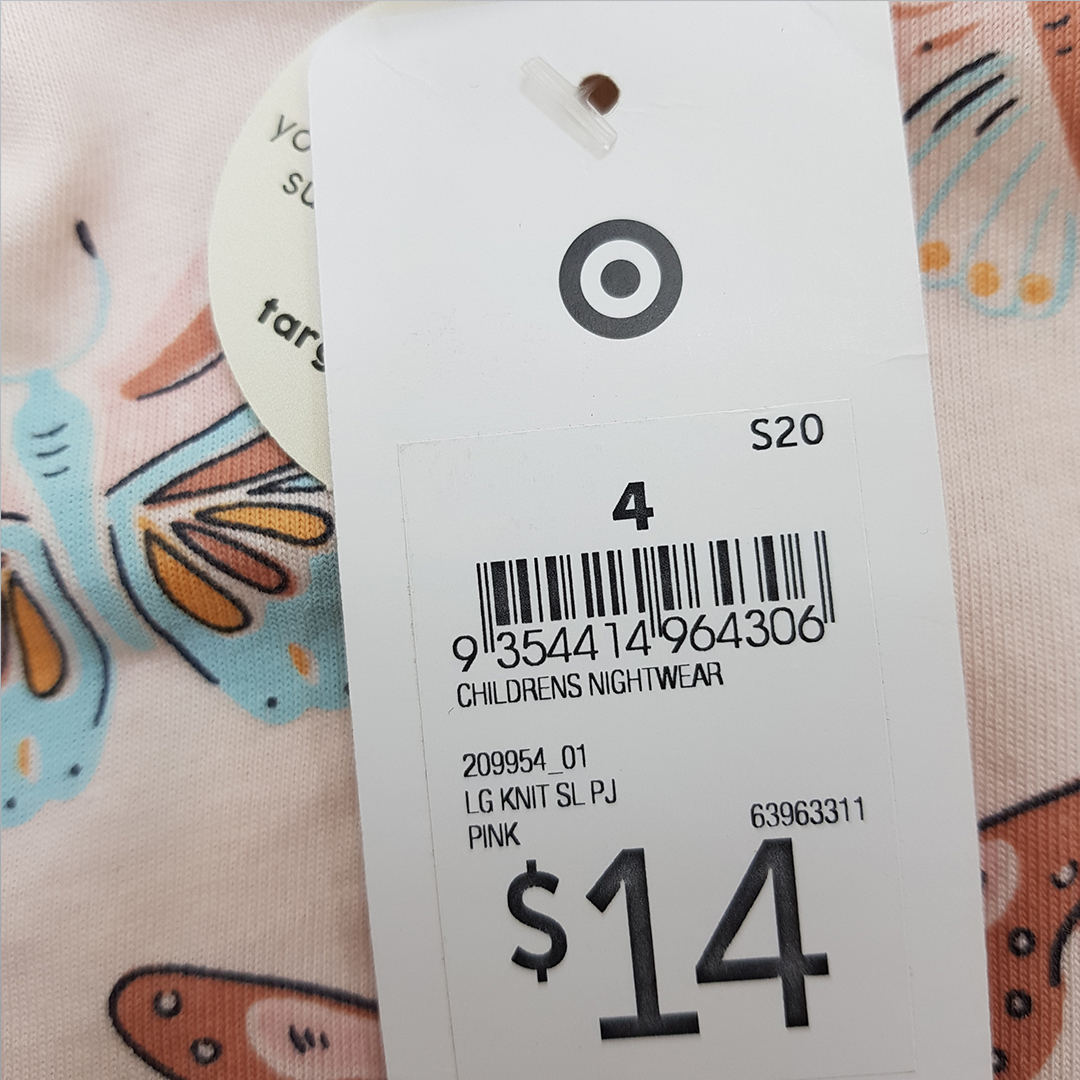 S20
4
9 354414 964306
CHILDRENS NIGHTWEAR
209954_01
LG KNIT SL PJ
PINK
63963311
$14